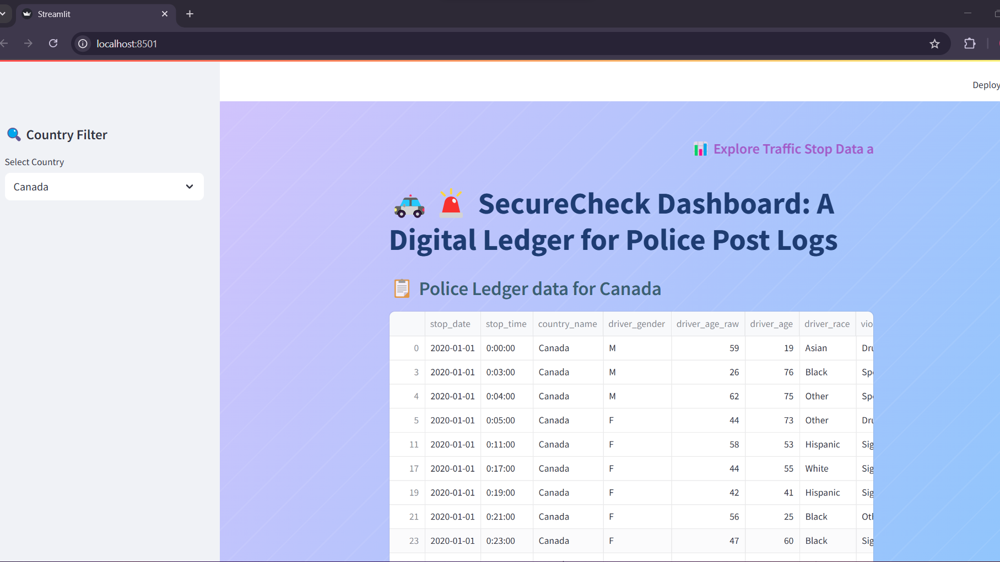 Streamlit
localhost:8501
Deploy
Country Filter
Select Country
Canada
Explore Traffic Stop Data a
SecureCheck Dashboard: A
Digital Ledger for Police Post Logs
Police Ledger data for Canada
stop_date stop_time country_name driver_gender driver_age_raw driver_age driver_race vio
0 2020-01-01 0:00:00 Canada M 59 19 Asian Dru
3 2020-01-01 0:03:00 Canada M 26 76 Black Spe
4 2020-01-01 0:04:00 Canada M 62 75 Other Spe
5 2020-01-01 0:05:00 Canada F 44 73 Other Dru
11 2020-01-01 0:11:00 Canada F 58 53 Hispanic Sig
17 2020-01-01 0:17:00 Canada F 44 55 White Sig
19 2020-01-01 0:19:00 Canada F 42 41 Hispanic Sig
21 2020-01-01 0:21:00 Canada F 56 25 Black Oth
23 2020-01-01 0:23:00 Canada F 47 60 Black Sig